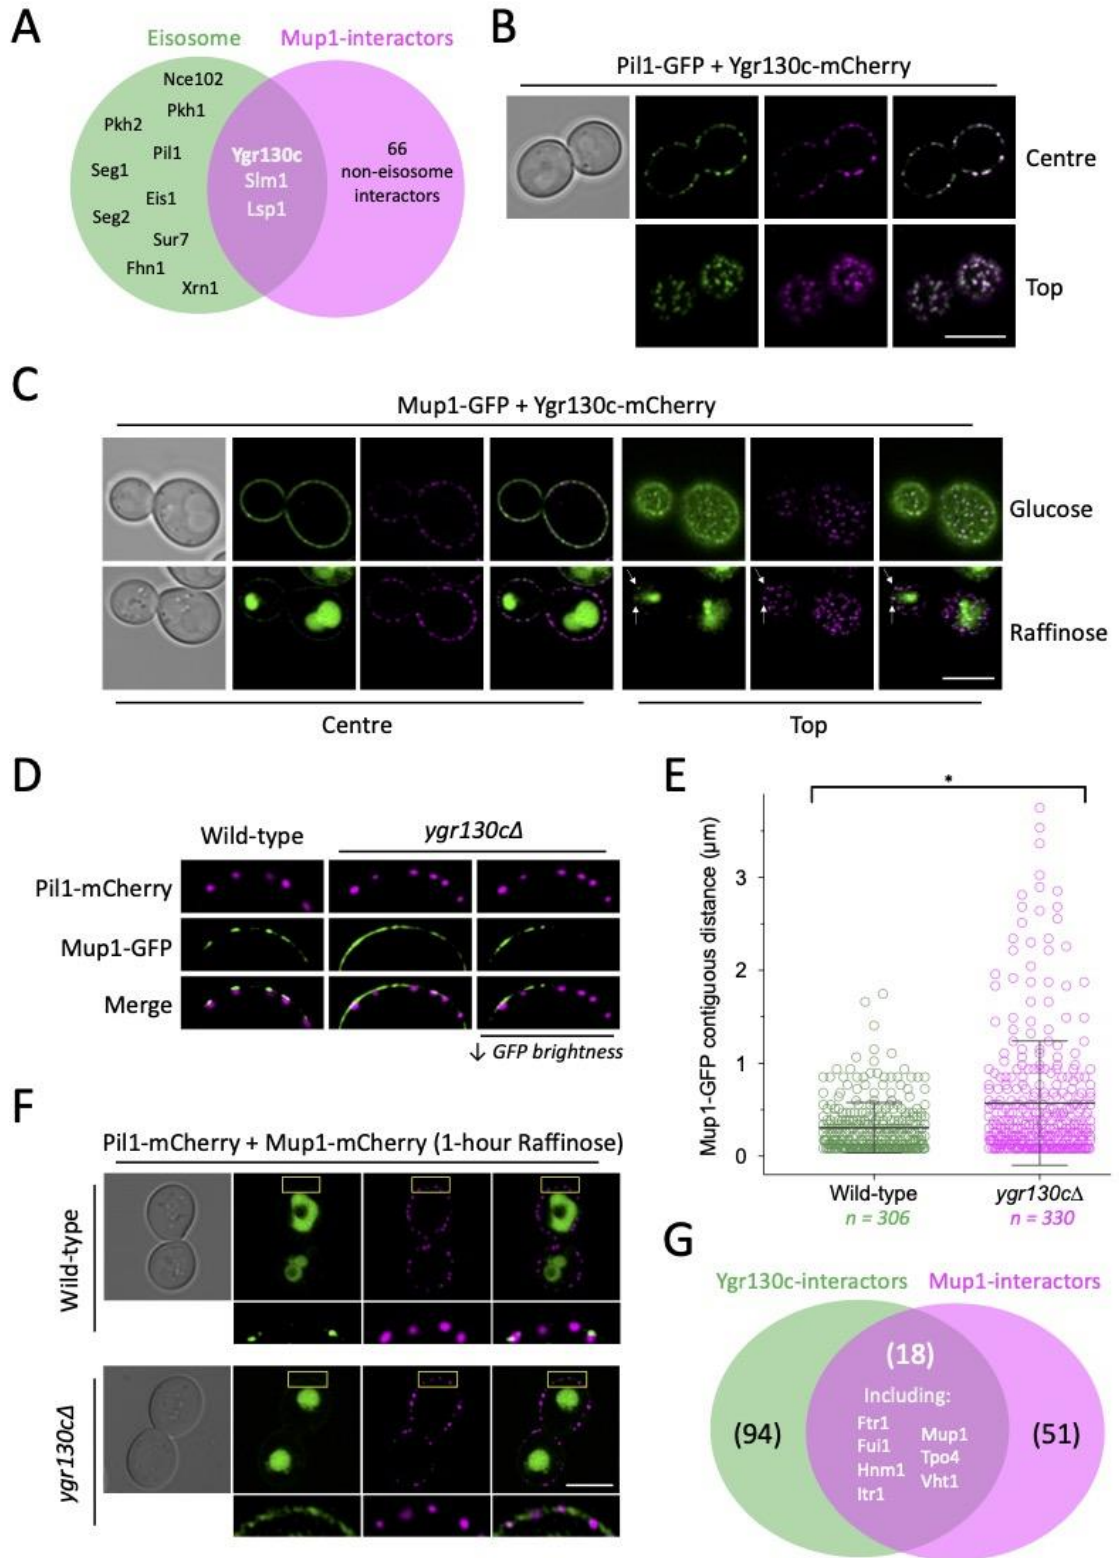 A
Eisosome
Mup1-interactors
Nce102
Pkh1
Pkh2
Pil1
Seg1
Eis1
Seg2
Sur7
Fhn1
Xrn1
Ygr130c
Slm1
Lsp1
66
non-eisosome
interactors
B
Pil1-GFP + Ygr130c-mCherry
Centre
Top
C
Mup1-GFP + Ygr130c-mCherry
Glucose
Raffinose
Centre
Top
D
Wild-type
ygr130cΔ
Pil1-mCherry
Mup1-GFP
Merge
↓ GFP brightness
E
*
Mup1-GFP contiguous distance (µm)
3
2
1
0
Wild-type
n = 306
ygr130cΔ
n = 330
F
Pil1-mCherry + Mup1-mCherry (1-hour Raffinose)
Wild-type
ygr130cΔ
G
Ygr130c-interactors
Mup1-interactors
(94)
(18)
Including:
Ftr1
Fui1
Hnm1
Itr1
Mup1
Tpo4
Vht1
(51)